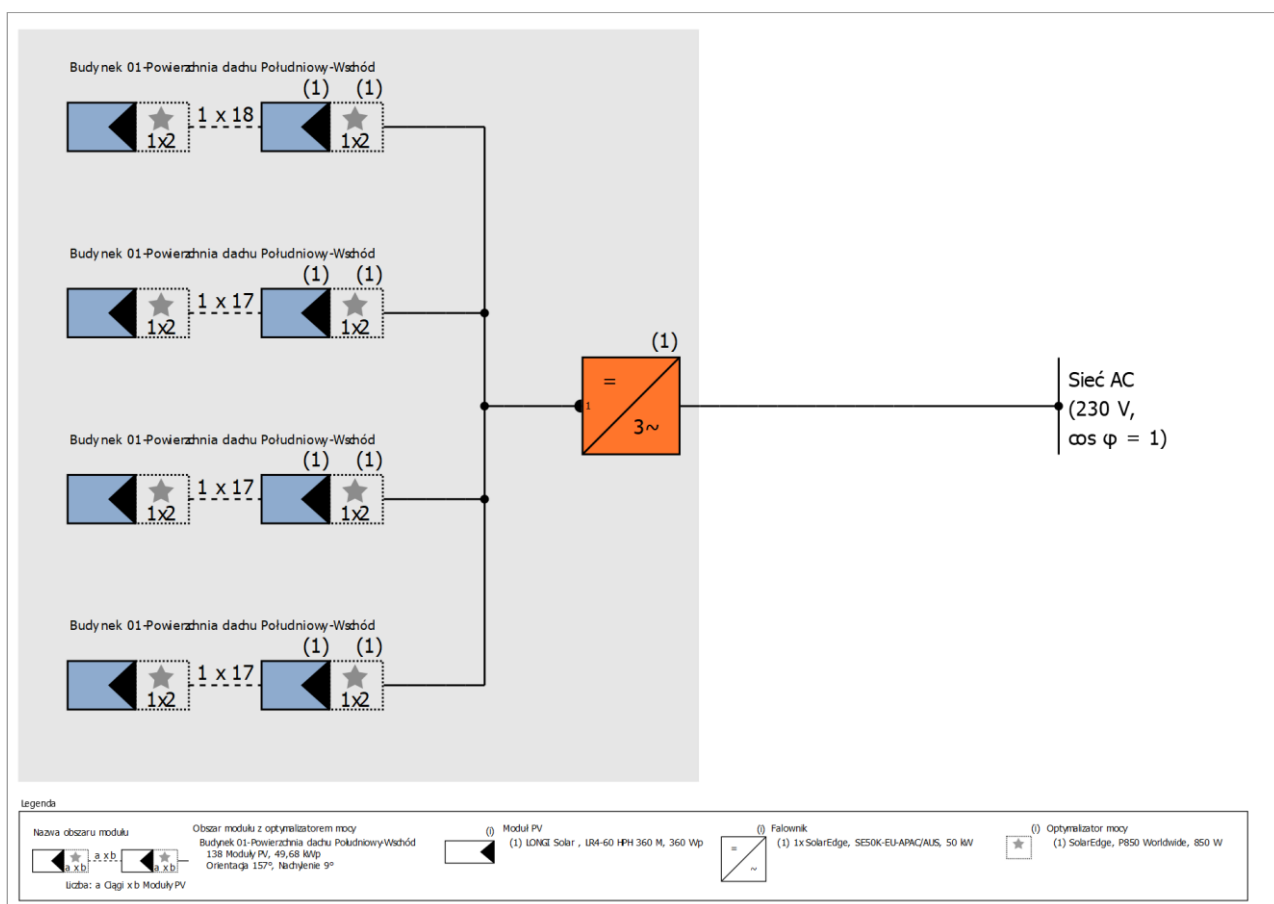 Budynek 01-Powierzchnia dachu Południowy-Wschód
(1) (1)
1 x 18
1x2 1x2
Budynek 01-Powierzchnia dachu Południowy-Wschód
(1) (1)
1 x 17
1x2 1x2
(1)
=
1
3~
Sieć AC
(230 V,
cos φ = 1)
Budynek 01-Powierzchnia dachu Południowy-Wschód
(1) (1)
1 x 17
1x2 1x2
Budynek 01-Powierzchnia dachu Południowy-Wschód
(1) (1)
1 x 17
1x2 1x2
Legenda
Nazwa obszaru modułu
a x b
a x b a x b
Liczba: a Ciągi x b Moduły PV
Obszar modułu z optymalizatorem mocy
Budynek 01-Powierzchnia dachu Południowy-Wschód
138 Moduły PV, 49,68 kWp
Orientacja 157°, Nachylenie 9°
(i) Moduł PV
(1) LONGI Solar , LR4-60 HPH 360 M, 360 Wp
(i) Falownik
= ~
(1) 1x SolarEdge, SE50K-EU-APAC/AUS, 50 kW
(i) Optymalizator mocy
(1) SolarEdge, P850 Worldwide, 850 W